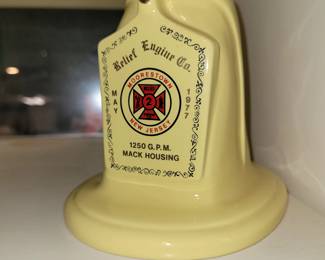 Relief Engine Co.
MOORESTOWN
MAY
2
1977
NEW JERSEY
1250 G.P.M.
MACK HOUSING